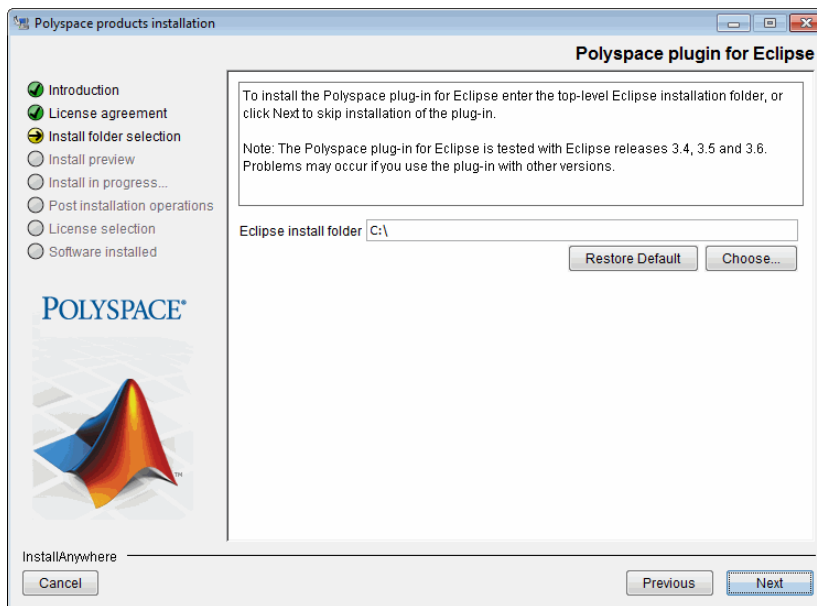 Polyspace products installation
Polyspace plugin for Eclipse
Introduction
License agreement
Install folder selection
Install preview
Install in progress...
Post installation operations
License selection
Software installed
POLYSPACE®
TM
To install the Polyspace plug-in for Eclipse enter the top-level Eclipse installation folder, or
click Next to skip installation of the plug-in.
Note: The Polyspace plug-in for Eclipse is tested with Eclipse releases 3.4, 3.5 and 3.6.
Problems may occur if you use the plug-in with other versions.
Eclipse install folder C:\
Restore Default Choose...
InstallAnywhere
Cancel Previous Next